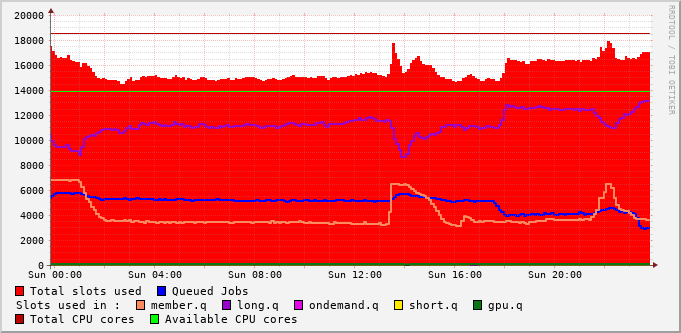 20000
18000
16000
14000
12000
10000
8000
6000
4000
2000
0
Sun 00:00 Sun 04:00 Sun 08:00 Sun 12:00 Sun 16:00 Sun 20:00
Total slots used Queued Jobs
Slots used in : member.q long.q ondemand.q short.q gpu.q
Total CPU cores Available CPU cores
RRDTOOL / TOBI OETIKER